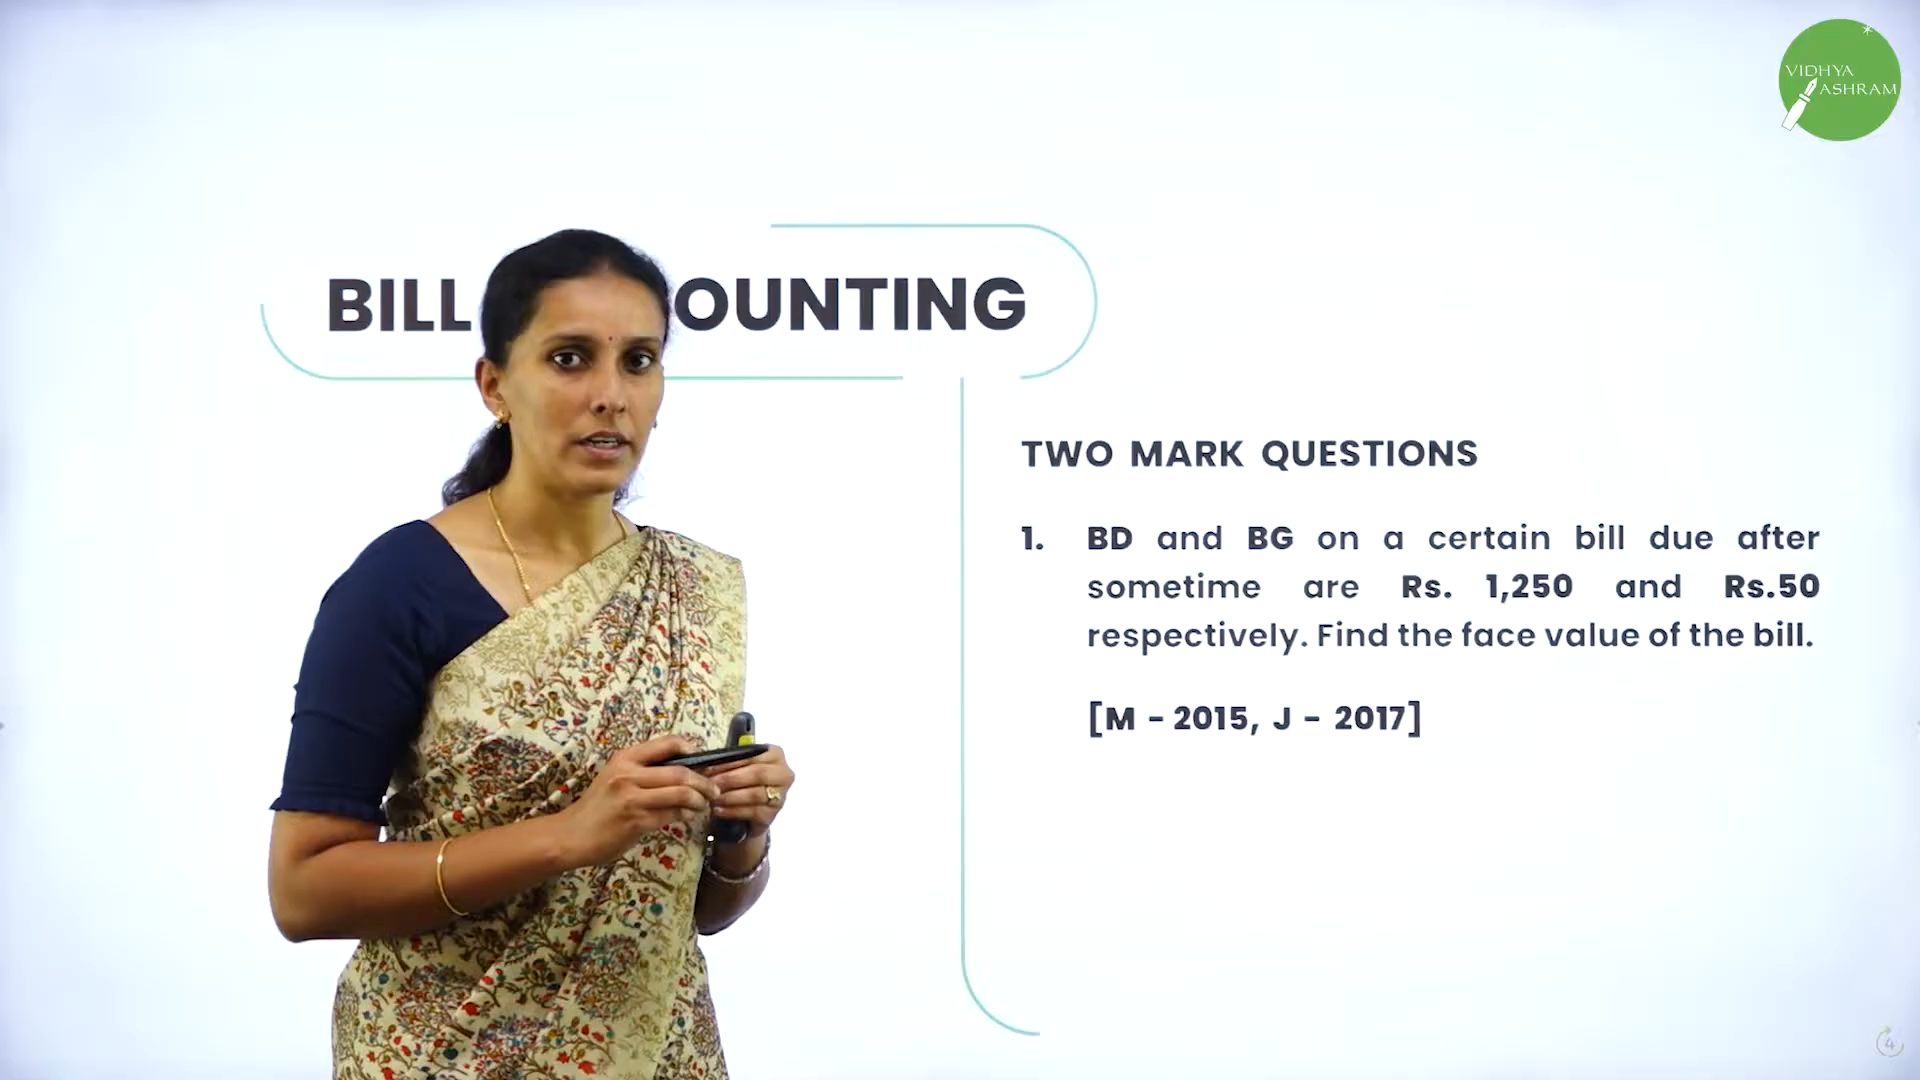 VIDHYA
ASHRAM
BILL OUNTING
TWO MARK QUESTIONS
1. BD and BG on a certain bill due after
sometime are Rs. 1,250 and Rs.50
respectively. Find the face value of the bill.
[M - 2015, J - 2017]
4